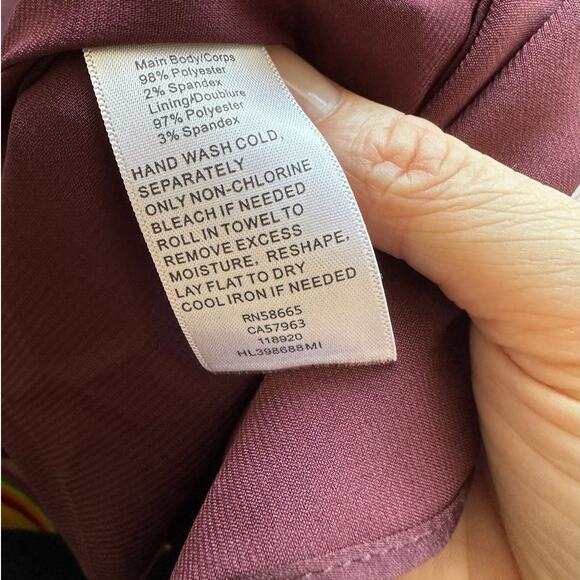 Main Body/Corps
98% Polyester
2% Spandex
Lining/Doublure
97% Polyester
3% Spandex
HAND WASH COLD,
SEPARATELY
ONLY NON-CHLORINE
BLEACH IF NEEDED
ROLL IN TOWEL TO
REMOVE EXCESS
MOISTURE, RESHAPE,
LAY FLAT TO DRY
COOL IRON IF NEEDED
RN58665
CA57963
118920
HL398688MI